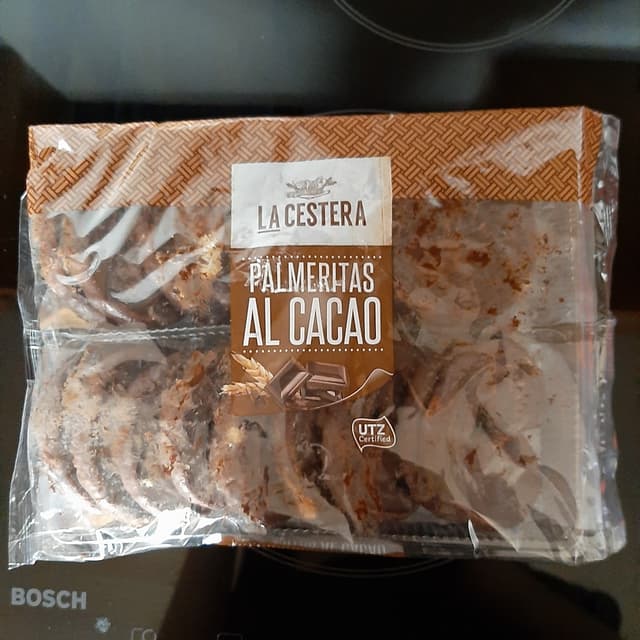 LA CESTERA
PALMERITAS
AL CACAO
UTZ
Certified
BOSCH